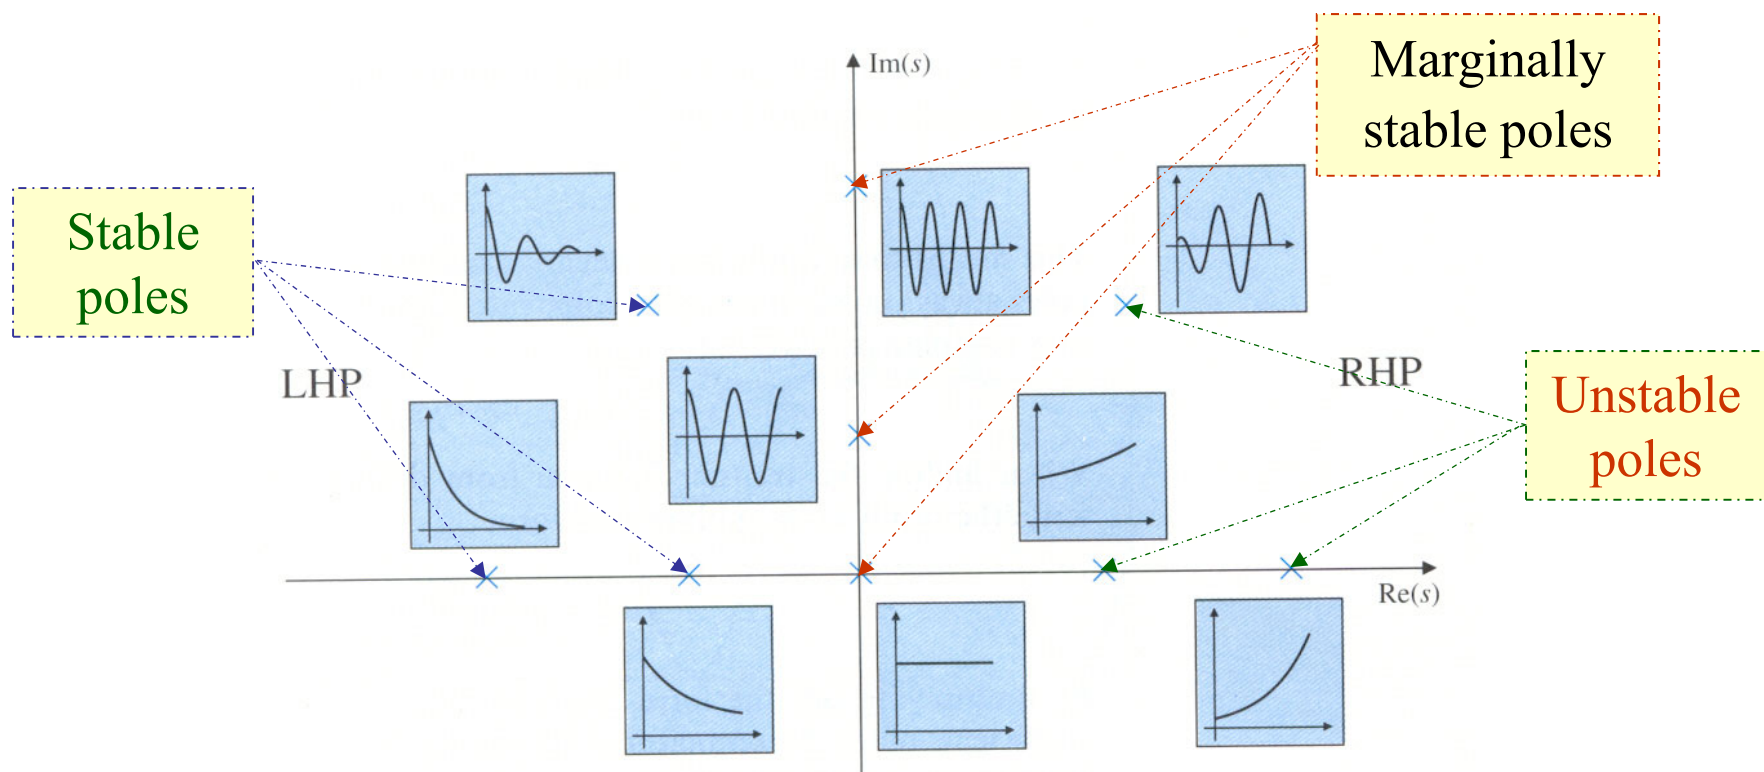 Im(s)
Marginally
stable poles
Stable
poles
LHP
RHP
Unstable
poles
Re(s)